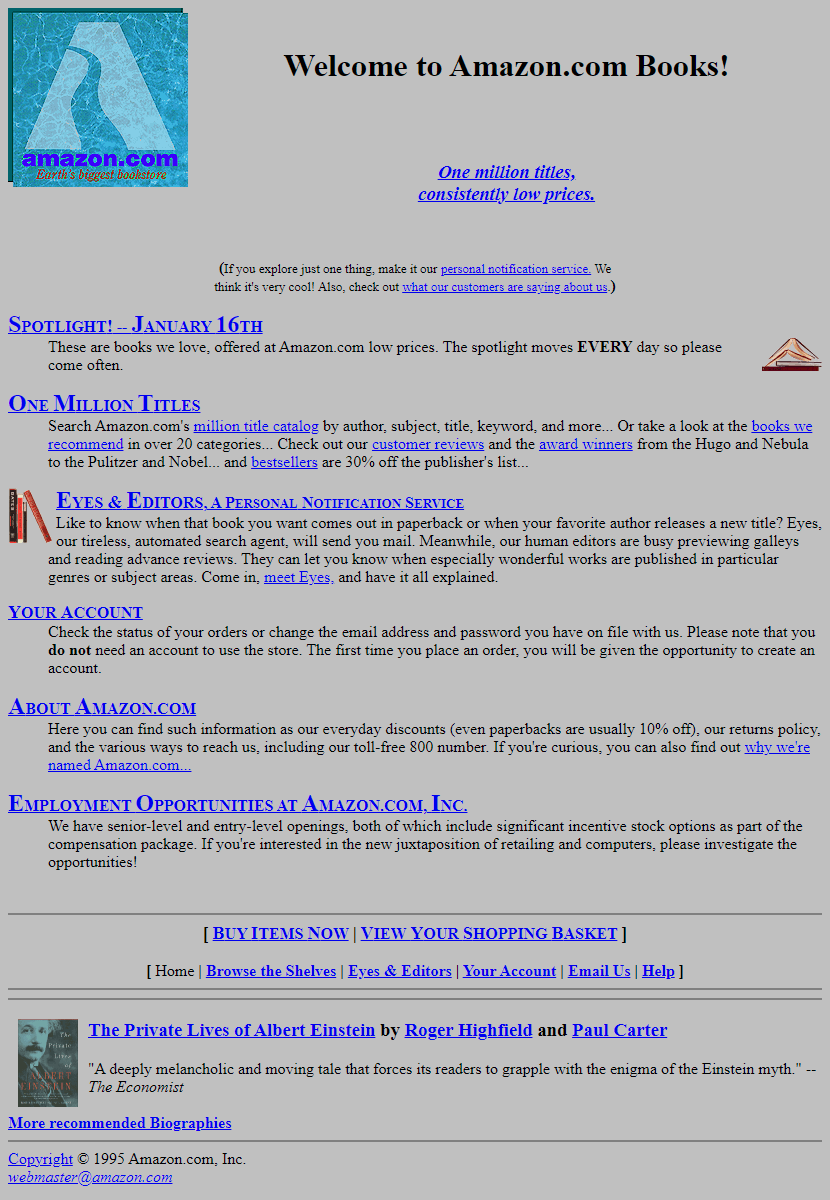 amazon.com
Earth's biggest bookstore
Welcome to Amazon.com Books!
One million titles,
consistently low prices.
(If you explore just one thing, make it our personal notification service. We
think it's very cool! Also, check out what our customers are saying about us.)
SPOTLIGHT! -- JANUARY 16TH
These are books we love, offered at Amazon.com low prices. The spotlight moves EVERY day so please
come often.
ONE MILLION TITLES
Search Amazon.com's million title catalog by author, subject, title, keyword, and more... Or take a look at the books we
recommend in over 20 categories... Check out our customer reviews and the award winners from the Hugo and Nebula
to the Pulitzer and Nobel... and bestsellers are 30% off the publisher's list...
EYES & EDITORS, A PERSONAL NOTIFICATION SERVICE
Like to know when that book you want comes out in paperback or when your favorite author releases a new title? Eyes,
our tireless, automated search agent, will send you mail. Meanwhile, our human editors are busy previewing galleys
and reading advance reviews. They can let you know when especially wonderful works are published in particular
genres or subject areas. Come in, meet Eyes, and have it all explained.
YOUR ACCOUNT
Check the status of your orders or change the email address and password you have on file with us. Please note that you
do not need an account to use the store. The first time you place an order, you will be given the opportunity to create an
account.
ABOUT AMAZON.COM
Here you can find such information as our everyday discounts (even paperbacks are usually 10% off), our returns policy,
and the various ways to reach us, including our toll-free 800 number. If you're curious, you can also find out why we're
named Amazon.com...
EMPLOYMENT OPPORTUNITIES AT AMAZON.COM, INC.
We have senior-level and entry-level openings, both of which include significant incentive stock options as part of the
compensation package. If you're interested in the new juxtaposition of retailing and computers, please investigate the
opportunities!
[ BUY ITEMS NOW | VIEW YOUR SHOPPING BASKET ]
[ Home | Browse the Shelves | Eyes & Editors | Your Account | Email Us | Help ]
The Private Lives of Albert Einstein
The Private Lives of Albert Einstein by Roger Highfield and Paul Carter
"A deeply melancholic and moving tale that forces its readers to grapple with the enigma of the Einstein myth." --
The Economist
More recommended Biographies
Copyright © 1995 Amazon.com, Inc.
webmaster@amazon.com